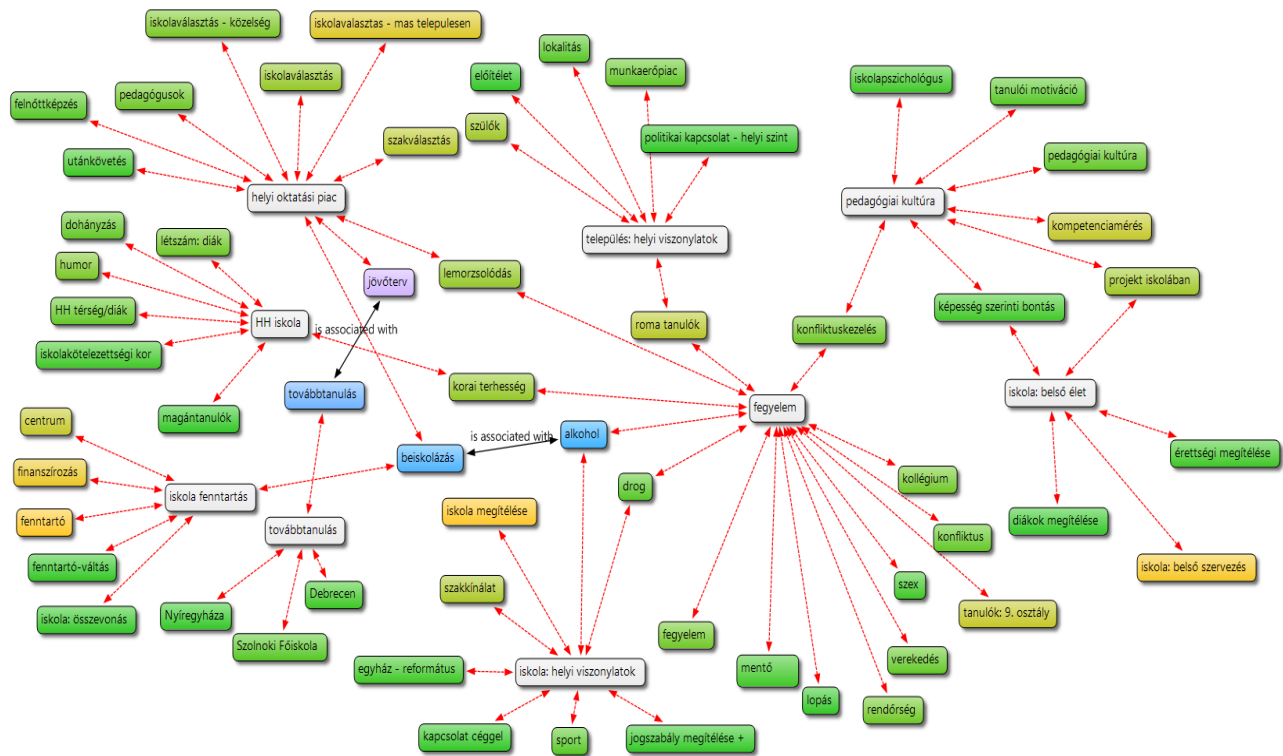 iskolaválasztás - közelség
iskolavalasztas - mas telepulesen
lokalitás
munkaerőpiac
előítélet
iskolaválasztás
iskolapszichológus
tanulói motiváció
pedagógusok
felnőttképzés
szülők
politikai kapcsolat - helyi szint
szakválasztás
pedagógiai kultúra
utánkövetés
helyi oktatási piac
pedagógiai kultúra
kompetenciamérés
dohányzás
létszám: diák
település: helyi viszonylatok
humor
jövőterv
lemorzsolódás
projekt iskolában
HH térség/diák
HH iskola
is associated with
roma tanulók
konfliktuskezelés
képesség szerinti bontás
iskolakötelezettségi kor
továbbtanulás
korai terhesség
iskola: belső élet
magántanulók
fegyelem
centrum
is associated with
alkohol
beiskolázás
érettségi megítélése
finanszírozás
iskola fenntartás
drog
kollégium
fenntartó
iskola megítélése
diákok megítélése
továbbtanulás
konfliktus
fenntartó-váltás
iskola: belső szervezés
Debrecen
szakkínálat
szex
iskola: összevonás
Nyíregyháza
tanulók: 9. osztály
Szolnoki Főiskola
fegyelem
verekedés
egyház - református
iskola: helyi viszonylatok
mentő
lopás
rendőrség
kapcsolat céggel
sport
jogszabály megítélése +